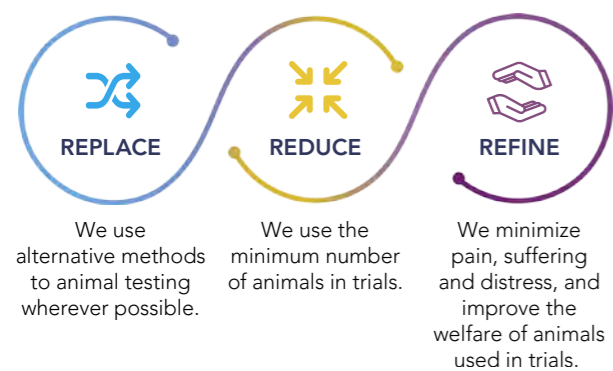 REPLACE
We use
alternative methods
to animal testing
wherever possible.
REDUCE
We use the
minimum number
of animals in trials.
REFINE
We minimize
pain, suffering
and distress, and
improve the
welfare of animals
used in trials.